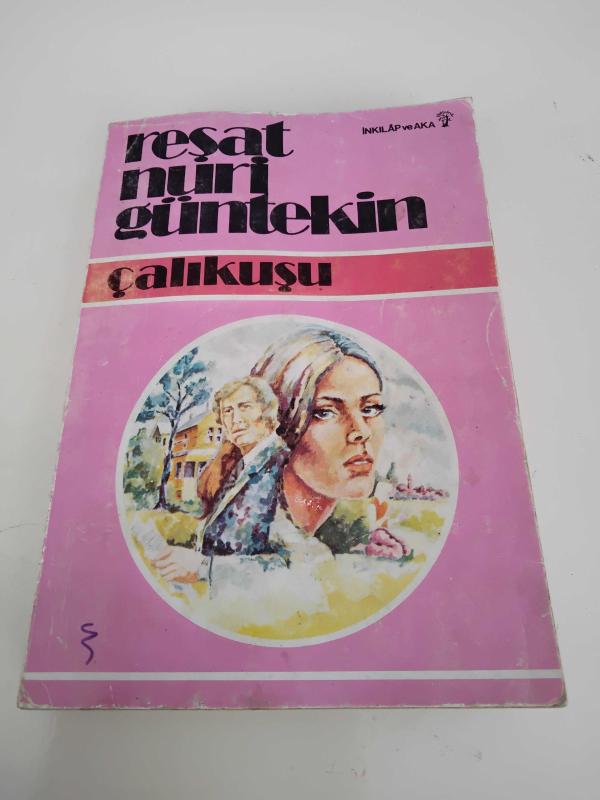 reşat
nuri
güntekin
İNKILÂP ve AKA
çalıkuşu